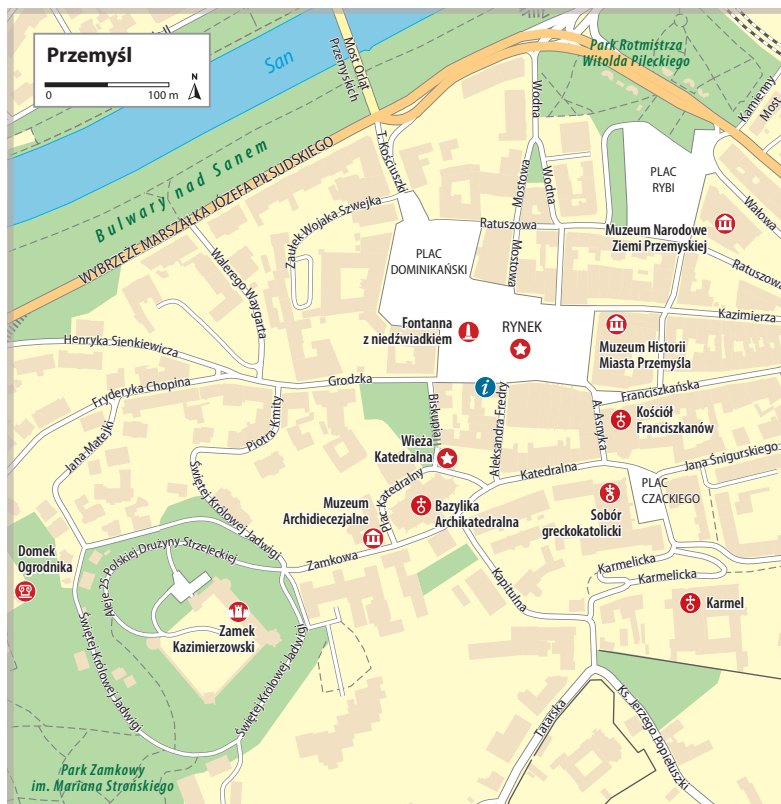 Przemyśl
0
100 m
N
San
Most Orląt
Przemyskich
Park Rotmistrza
Witolda Pileckiego
Kamienny
Most
Wodna
Bulwary nad Sanem
WYBRZEŻE MARSZAŁKA JÓZEFA PIŁSUDSKIEGO
T. Kościuszki
Zaułek Wojaka Szwejka
Mostowa
Wodna
PLAC
RYBI
Wałowa
Ratuszowa
Muzeum Narodowe
Ziemi Przemyskiej
Ratuszowa
Walerego Waygarta
PLAC
DOMINIKAŃSKI
Mostowa
Fontanna
z niedźwiadkiem
RYNEK
Kazimierza
Muzeum Historii
Miasta Przemyśla
Henryka Sienkiewicza
Fryderyka Chopina
Grodzka
i
Franciszkańska
Jana Matejki
Piotra Kmity
Biskupia
Aleksandra Fredry
A. Asnyka
Kościół
Franciszkanów
Wieża
Katedralna
Katedralna
Jana Śnigurskiego
PLAC
CZACKIEGO
Świętej Królowej Jadwigi
Muzeum
Archidiecezjalne
Plac Katedralny
Bazylika
Archikatedralna
Sobór
greckokatolicki
Domek
Ogrodnika
Aleje 25 Polskiej Drużyny Strzeleckiej
Zamkowa
Kapitulna
Karmelicka
Karmelicka
Karmel
Zamek
Kazimierzowski
Świętej Królowej Jadwigi
Świętej Królowej Jadwigi
Tatarska
Ks. Jerzego Popiełuszki
Park Zamkowy
im. Mariana Strońskiego